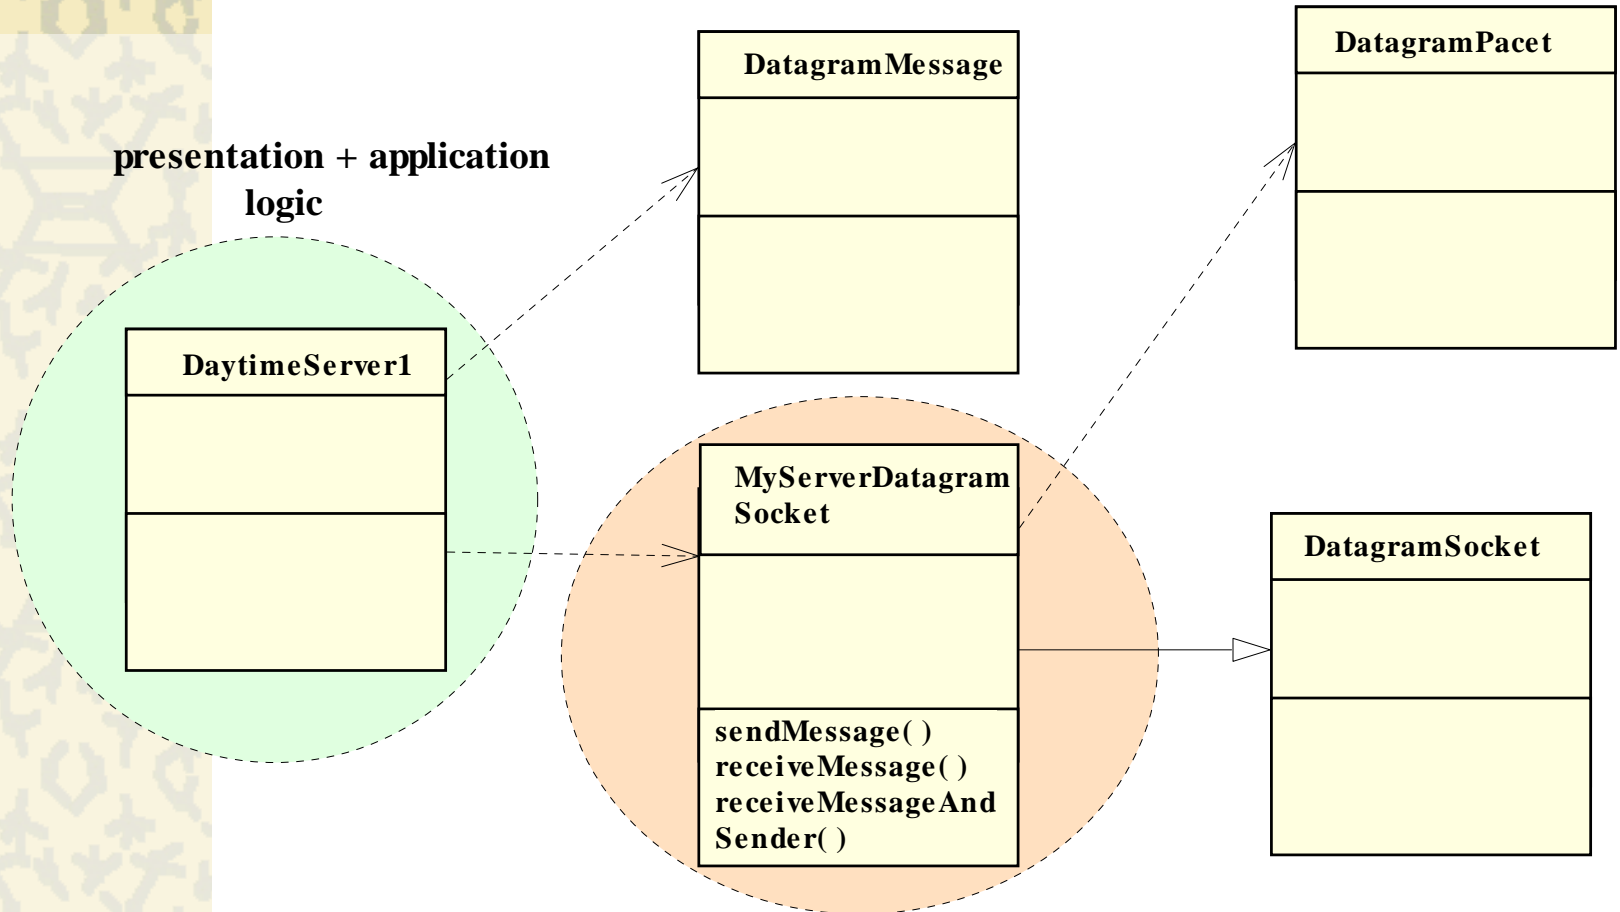 DatagramMessage
DatagramPacet
presentation + application
logic
DaytimeServer1
MyServerDatagram
Socket
DatagramSocket
sendMessage( )
receiveMessage( )
receiveMessageAnd
Sender( )